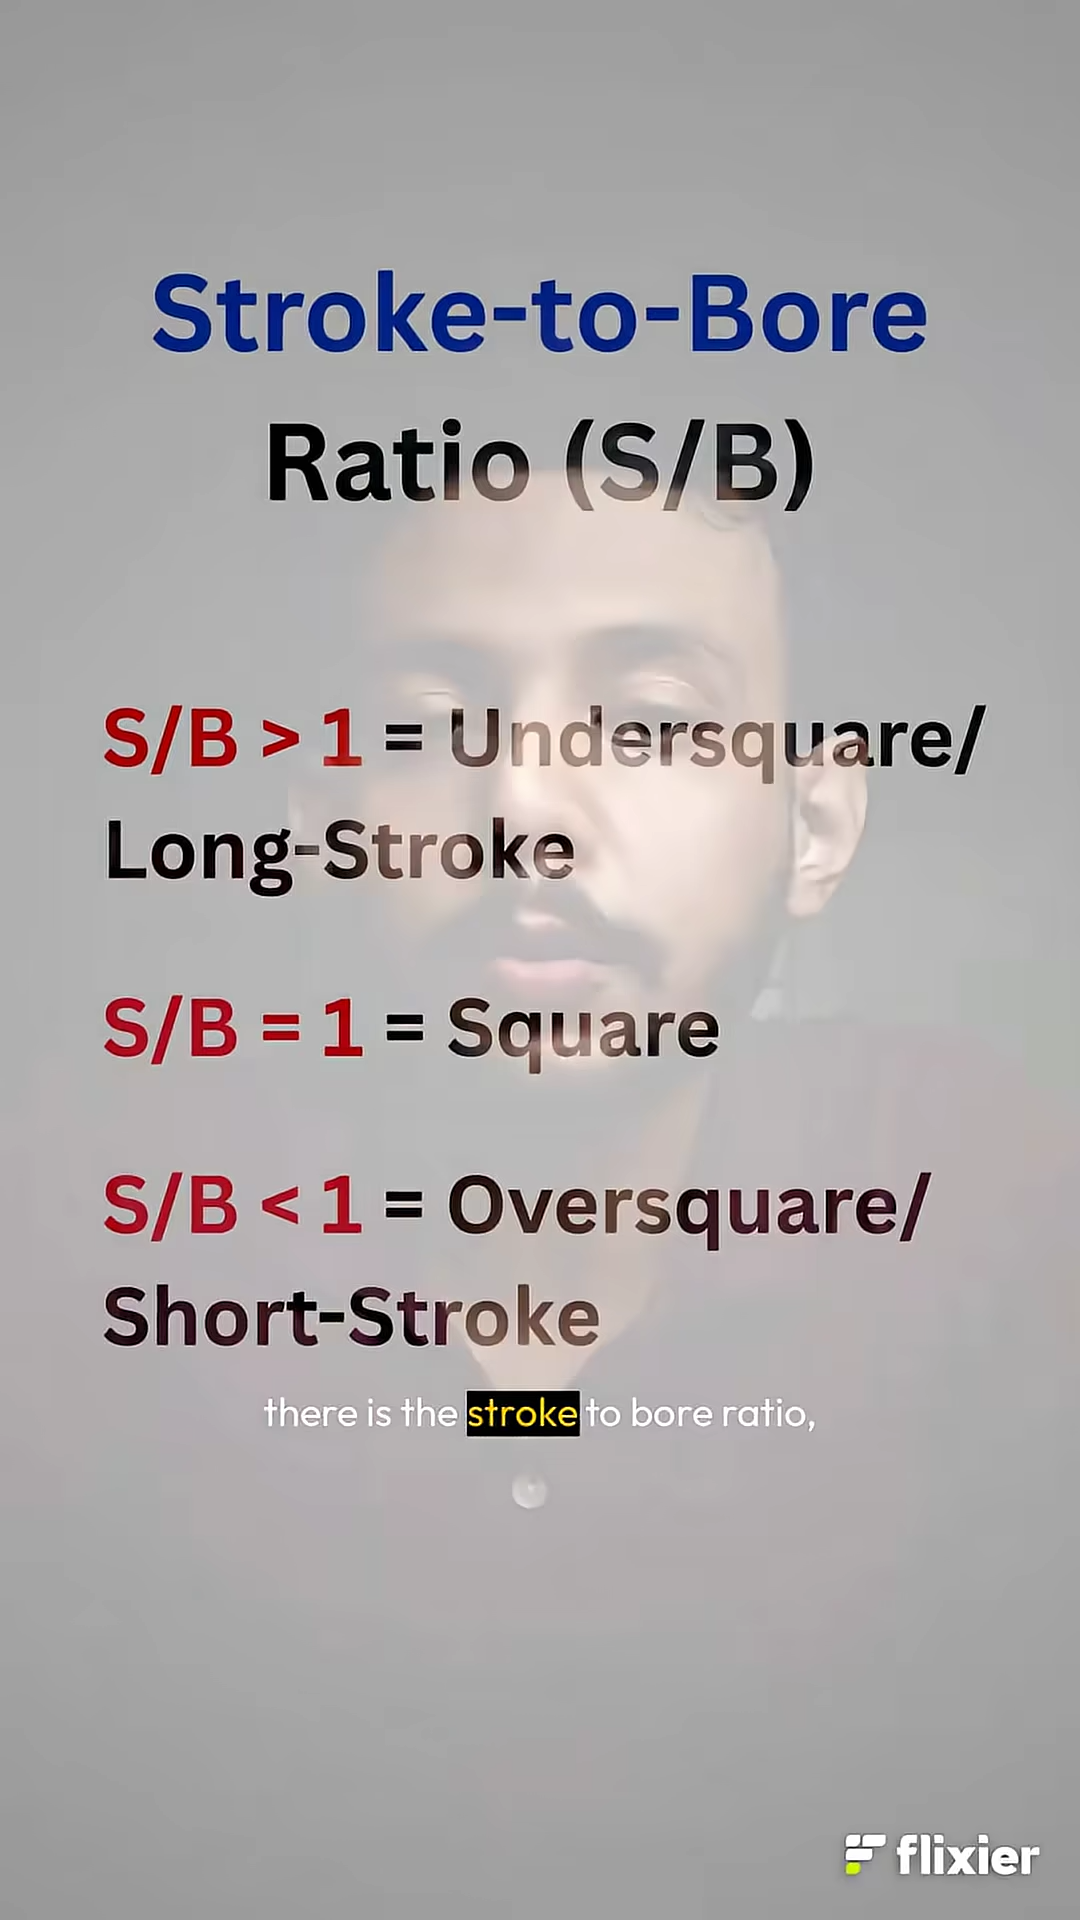 Stroke-to-Bore
Ratio (S/B)
S/B > 1 = Undersquare/
Long-Stroke
S/B = 1 = Square
S/B < 1 = Oversquare/
Short-Stroke
there is the stroke to bore ratio,
flixier